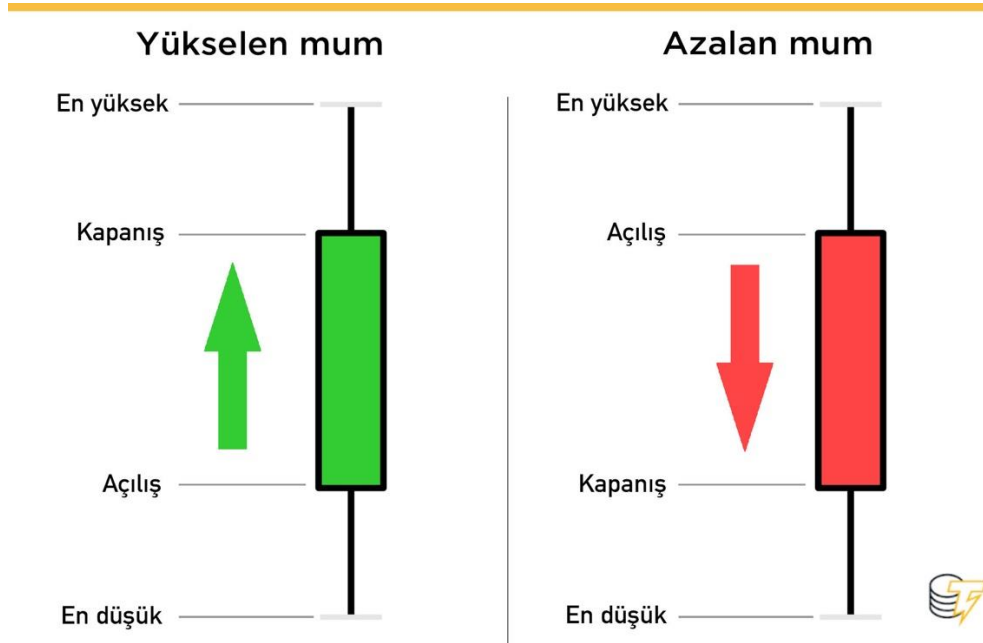 Yükselen mum
En yüksek
Kapanış
Açılış
En düşük
Azalan mum
En yüksek
Açılış
Kapanış
En düşük